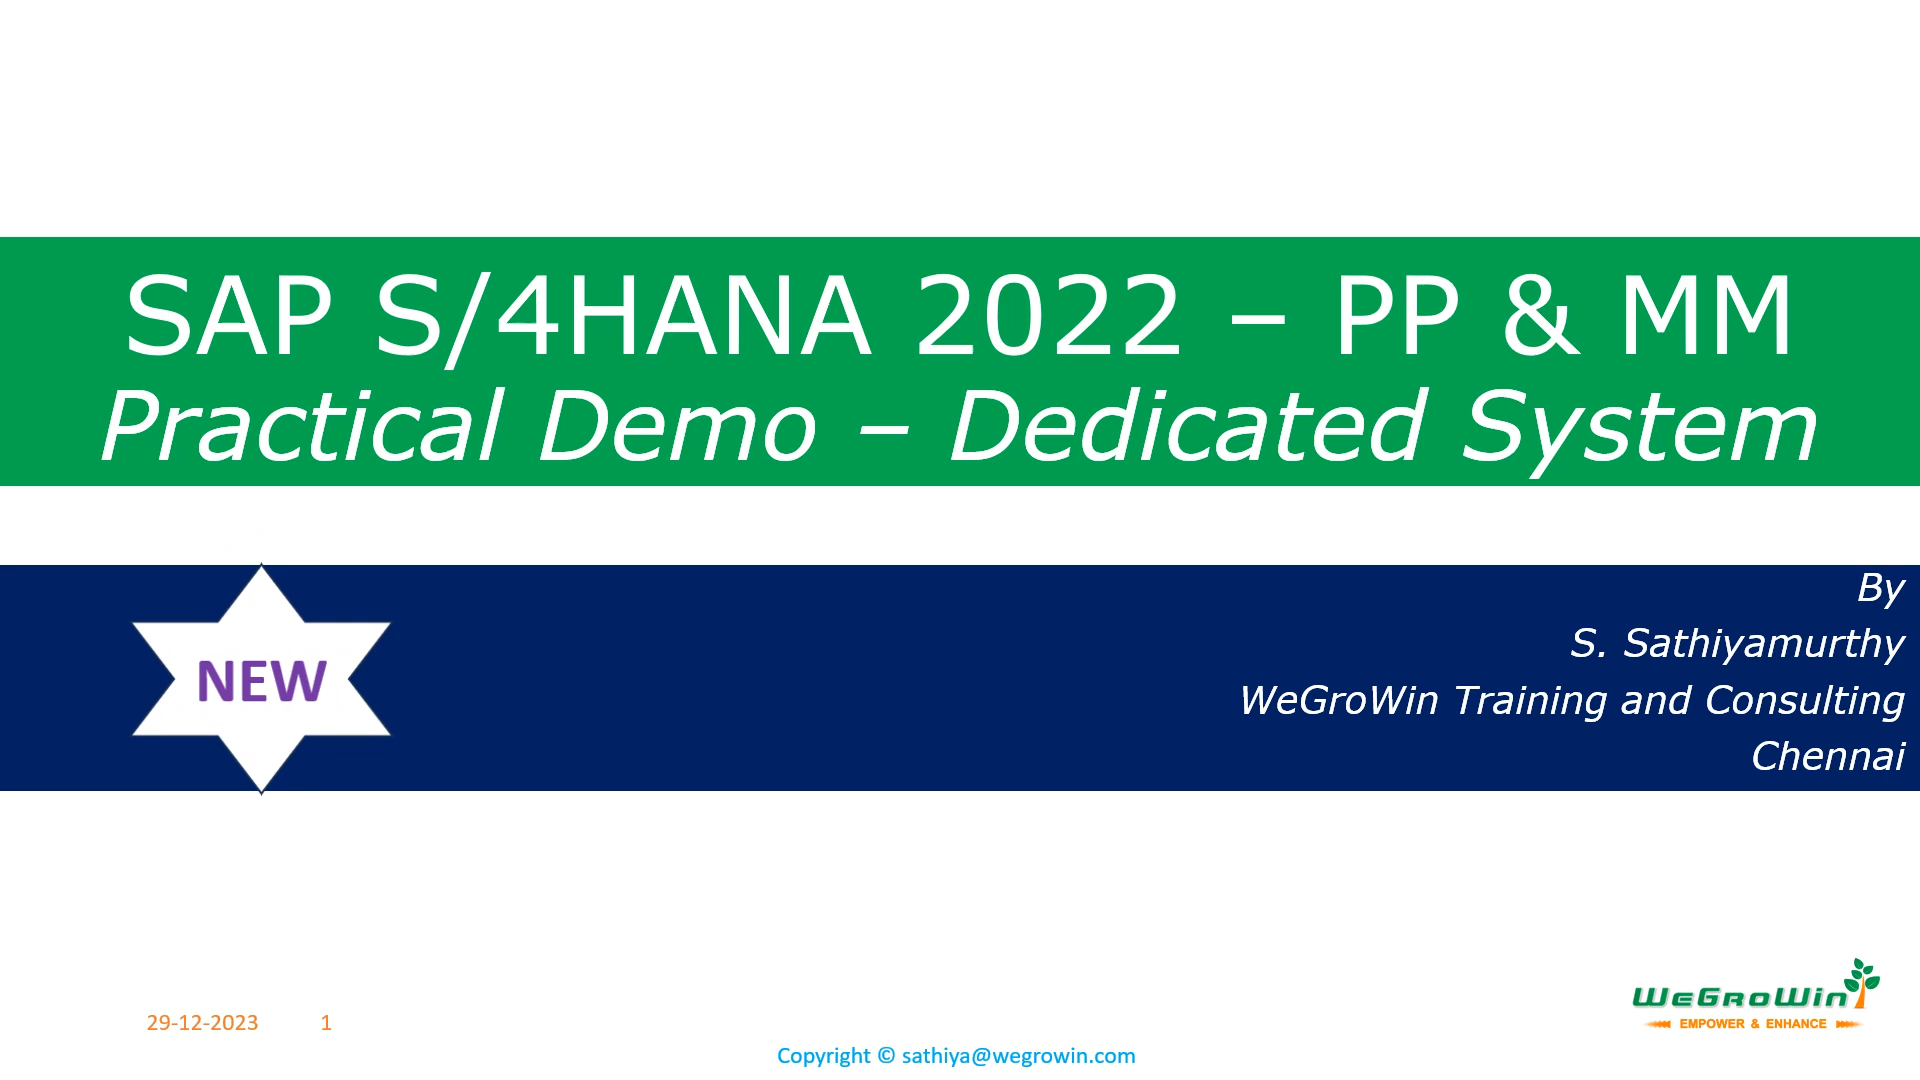 SAP S/4HANA 2022 – PP & MM
Practical Demo – Dedicated System
NEW
By
S. Sathiyamurthy
WeGroWin Training and Consulting
Chennai
WeGroWin
EMPOWER & ENHANCE
29-12-2023 1
Copyright © sathiya@wegrowin.com